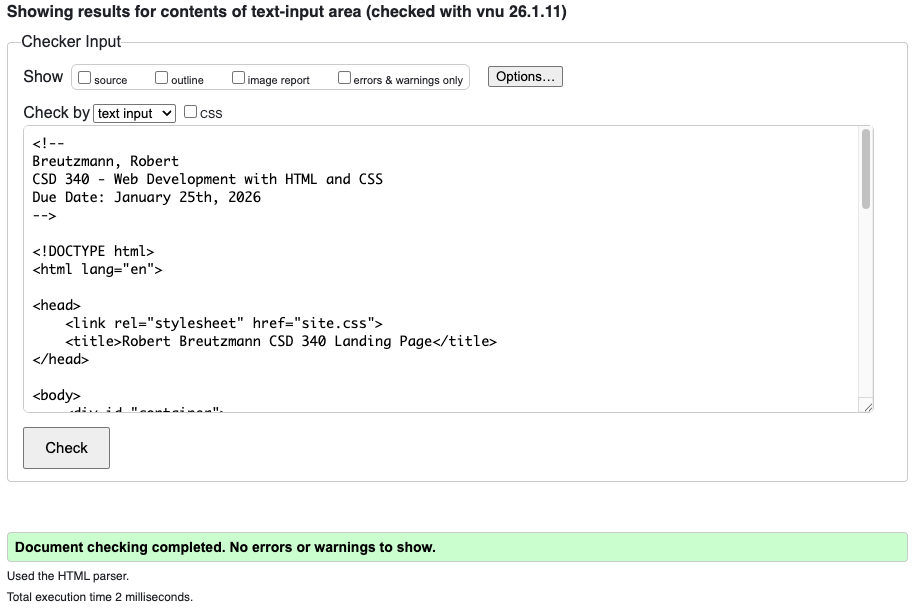 Showing results for contents of text-input area (checked with vnu 26.1.11)
Checker Input
Show source outline image report errors & warnings only Options...
Check by text input css
<!--
Breutzmann, Robert
CSD 340 - Web Development with HTML and CSS
Due Date: January 25th, 2026
-->
<!DOCTYPE html>
<html lang="en">
<head>
<link rel="stylesheet" href="site.css">
<title>Robert Breutzmann CSD 340 Landing Page</title>
</head>
<body>
<div id="container">
Check
Document checking completed. No errors or warnings to show.
Used the HTML parser.
Total execution time 2 milliseconds.